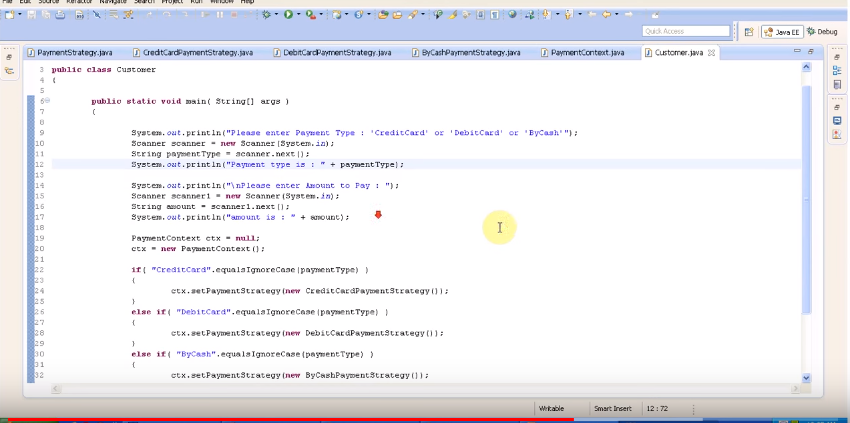 File Edit Source Refactor Navigate Search Project Run Window Help
Quick Access
Java EE
Debug
PaymentStrategy.java
CreditCardPaymentStrategy.java
DebitCardPaymentStrategy.java
ByCashPaymentStrategy.java
PaymentContext.java
Customer.java
3 public class Customer
4 {
5
6 public static void main( String[] args )
7 {
8
9 System.out.println("Please enter Payment Type : 'CreditCard' or 'DebitCard' or 'ByCash'");
10 Scanner scanner = new Scanner(System.in);
11 String paymentType = scanner.next();
12 System.out.println("Payment type is : " + paymentType);
13
14 System.out.println("\nPlease enter Amount to Pay : ");
15 Scanner scanner1 = new Scanner(System.in);
16 String amount = scanner1.next();
17 System.out.println("amount is : " + amount);
18
19 PaymentContext ctx = null;
20 ctx = new PaymentContext();
21
22 if( "CreditCard".equalsIgnoreCase(paymentType) )
23 {
24 ctx.setPaymentStrategy(new CreditCardPaymentStrategy());
25 }
26 else if( "DebitCard".equalsIgnoreCase(paymentType) )
27 {
28 ctx.setPaymentStrategy(new DebitCardPaymentStrategy());
29 }
30 else if( "ByCash".equalsIgnoreCase(paymentType) )
31 {
32 ctx.setPaymentStrategy(new ByCashPaymentStrategy());
Writable
Smart Insert
12 : 72